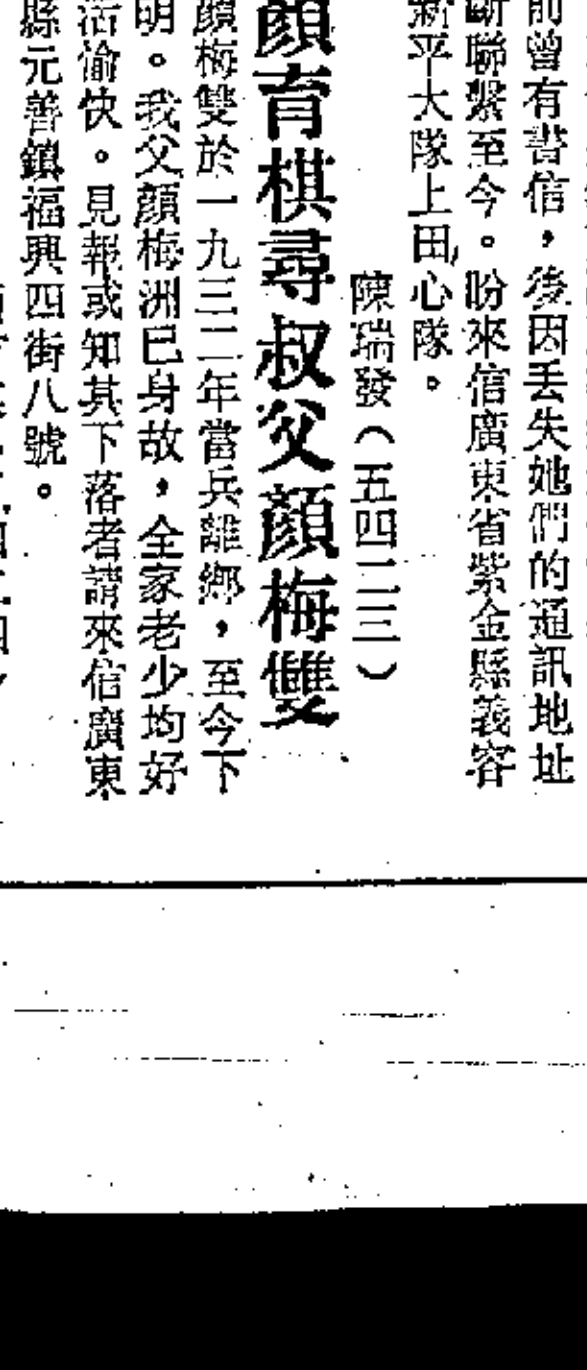 前曾有書信，後因丟失她們的通訊地址
斷聯繫至今。盼來信廣東省紫金縣義容
新平大隊上田心隊。
陳瑞發（五四二三）
顏育棋尋叔父顏梅雙
顏梅雙於一九三二年當兵離鄉，至今下
明。我父顏梅洲已身故，全家老少均好
活愉快。見報或知其下落者請來信廣東
縣元善鎮福興四街八號。